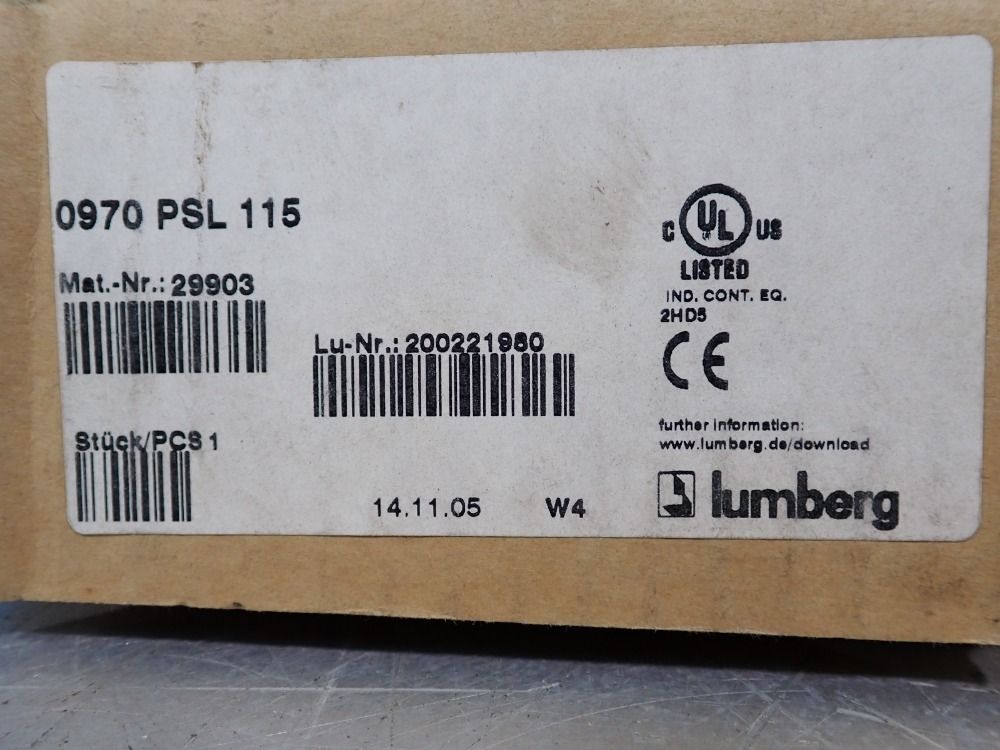 0970 PSL 115
Mat.-Nr.: 29903
Lu-Nr.: 200221980
Stück/PCS 1
14.11.05 W4
C UL US
LISTED
IND. CONT. EQ.
2HD5
CE
further information:
www.lumberg.de/download
lumberg